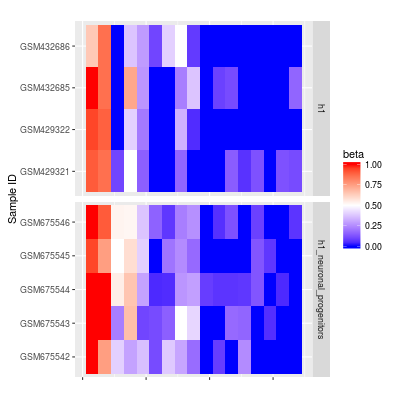 Sample ID
GSM432686
GSM432685
GSM429322
GSM429321
h1
GSM675546
GSM675545
GSM675544
GSM675543
GSM675542
h1_neuronal_progenitors
beta
1.00
0.75
0.50
0.25
0.00